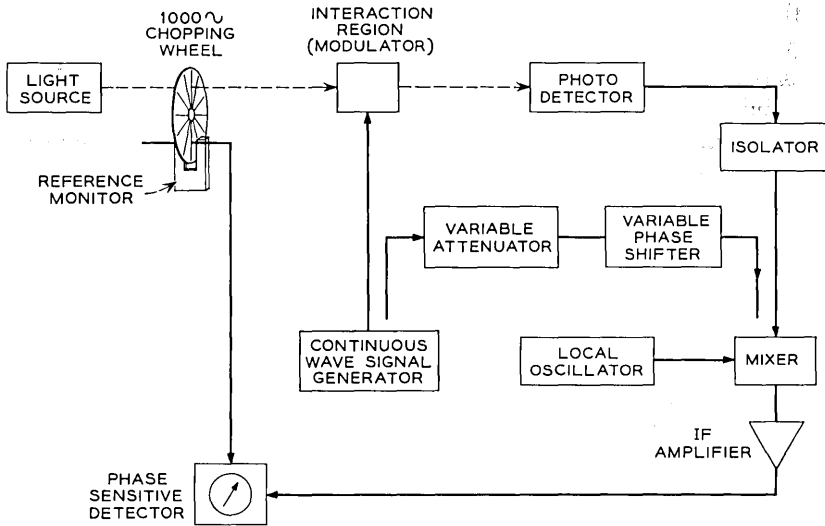 1000~
CHOPPING
WHEEL
INTERACTION
REGION
(MODULATOR)
LIGHT
SOURCE
PHOTO
DETECTOR
ISOLATOR
REFERENCE
MONITOR
VARIABLE
ATTENUATOR
VARIABLE
PHASE
SHIFTER
CONTINUOUS
WAVE SIGNAL
GENERATOR
LOCAL
OSCILLATOR
MIXER
IF
AMPLIFIER
PHASE
SENSITIVE
DETECTOR